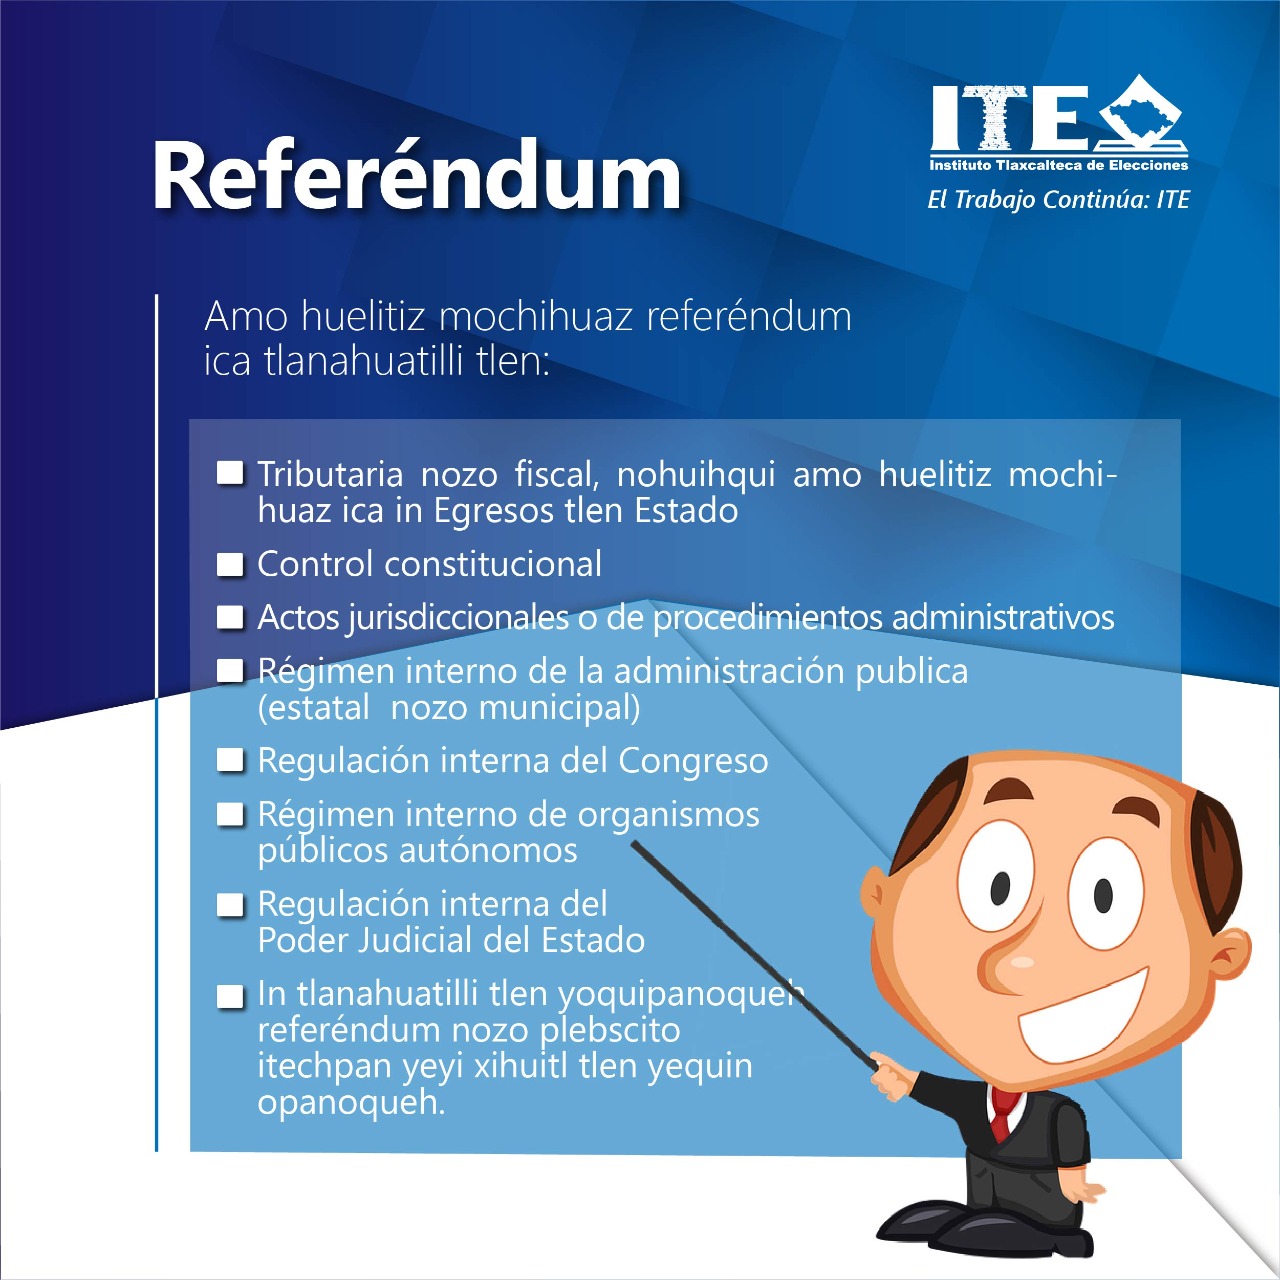 ITE
Instituto Tlaxcalteca de Elecciones
El Trabajo Continúa: ITE
Referéndum
Amo huelitiz mochihuaz referéndum
ica tlanahuatilli tlen:
Tributaria nozo fiscal, nohuihqui amo huelitiz mochi-
huaz ica in Egresos tlen Estado
Control constitucional
Actos jurisdiccionales o de procedimientos administrativos
Régimen interno de la administración publica
(estatal nozo municipal)
Regulación interna del Congreso
Régimen interno de organismos
públicos autónomos
Regulación interna del
Poder Judicial del Estado
In tlanahuatilli tlen yoquipanoqueh
referéndum nozo plebscito
itechpan yeyi xihuitl tlen yequin
opanoqueh.